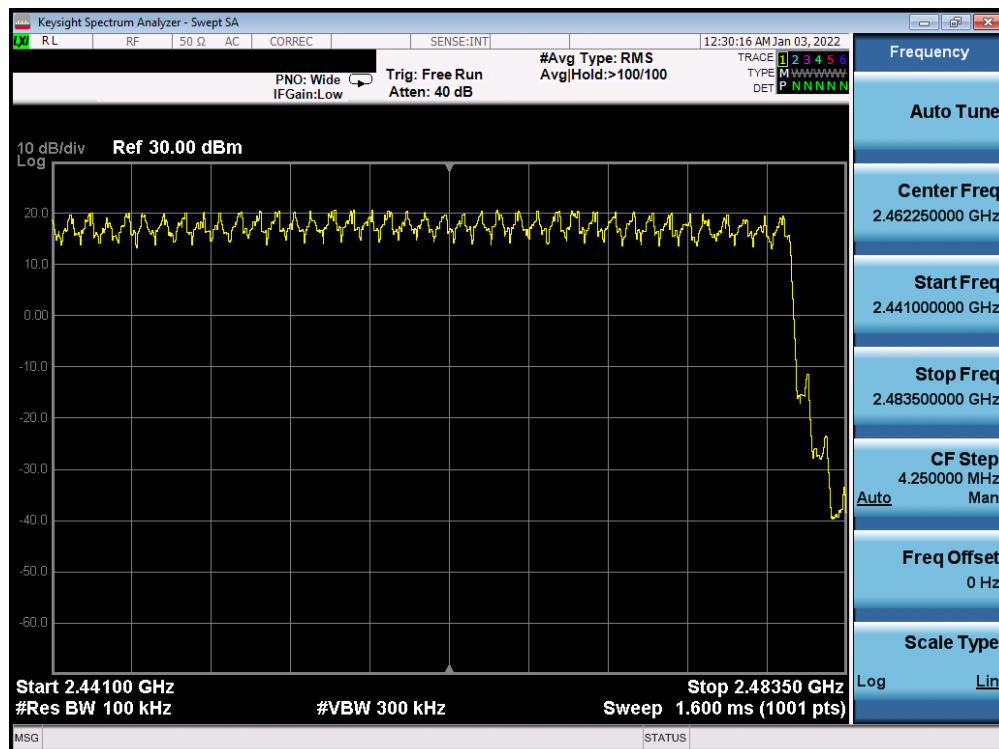 Keysight Spectrum Analyzer - Swept SA
LXI RL RF 50 Ω AC CORREC SENSE:INT 12:30:16 AM Jan 03, 2022
#Avg Type: RMS
TRACE 1 2 3 4 5 6
PNO: Wide Trig: Free Run Avg|Hold:>100/100
TYPE M WWWWW
IFGain:Low Atten: 40 dB
DET P N N N N N
10 dB/div Ref 30.00 dBm
Log
20.0
10.0
0.00
-10.0
-20.0
-30.0
-40.0
-50.0
-60.0
Start 2.44100 GHz Stop 2.48350 GHz
#Res BW 100 kHz #VBW 300 kHz Sweep 1.600 ms (1001 pts)
MSG STATUS
Frequency
Auto Tune
Center Freq
2.462250000 GHz
Start Freq
2.441000000 GHz
Stop Freq
2.483500000 GHz
CF Step
4.250000 MHz
Auto Man
Freq Offset
0 Hz
Scale Type
Log Lin